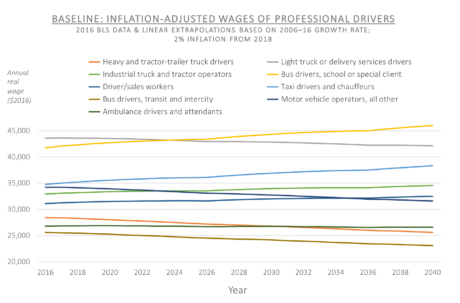 BASELINE: INFLATION-ADJUSTED WAGES OF PROFESSIONAL DRIVERS
2016 BLS DATA & LINEAR EXTRAPOLATIONS BASED ON 2006–16 GROWTH RATE;
2% INFLATION FROM 2018
Annual
real
wage
($2016)
Heavy and tractor-trailer truck drivers
Light truck or delivery services drivers
Industrial truck and tractor operators
Bus drivers, school or special client
Driver/sales workers
Taxi drivers and chauffeurs
Bus drivers, transit and intercity
Motor vehicle operators, all other
Ambulance drivers and attendants
45,000
40,000
35,000
30,000
25,000
20,000
2016 2018 2020 2022 2024 2026 2028 2030 2032 2034 2036 2038 2040
Year